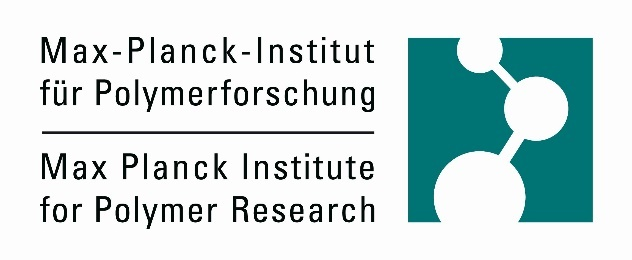 Max-Planck-Institut
für Polymerforschung
Max Planck Institute
for Polymer Research